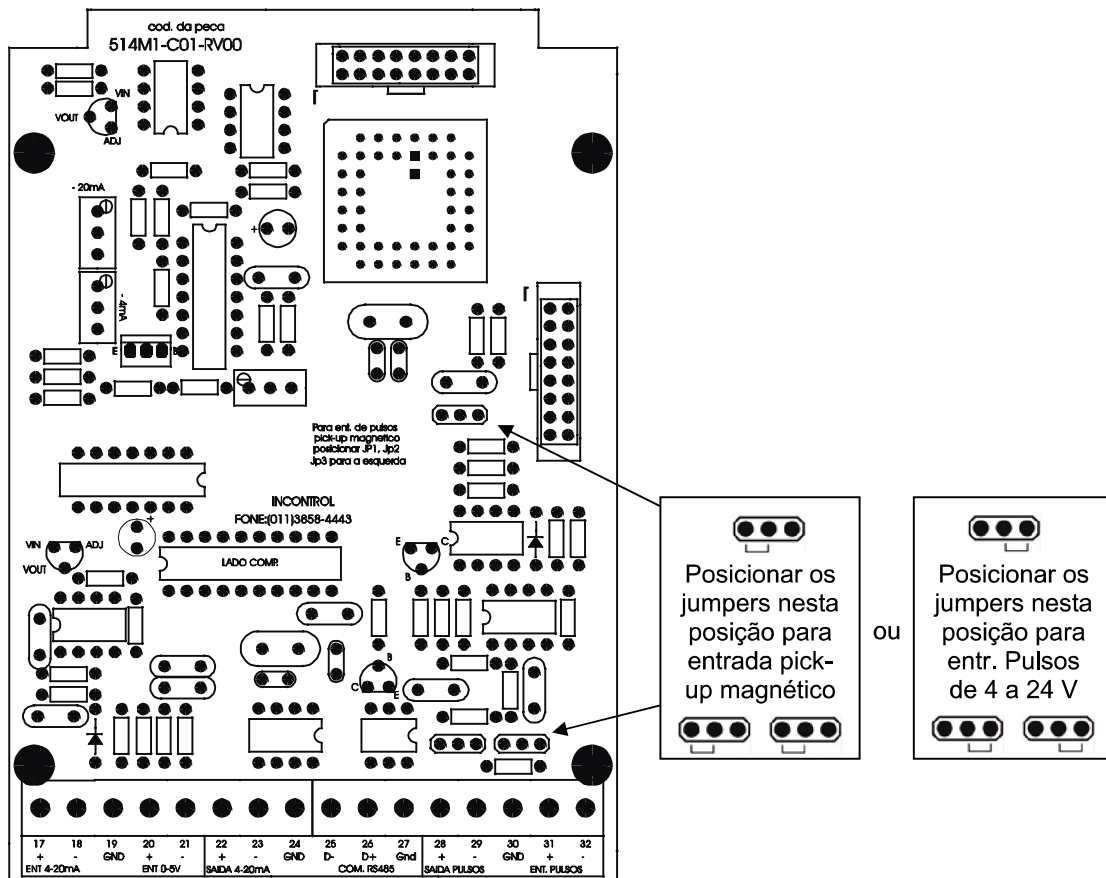 cod. da peca
514M1-C01-RV00
VIN
VOUT
ADJ
- 20mA
- 4mA
E
B
Para ent. de pulsos
pick-up magnetico
posicionar JP1, Jp2
Jp3 para a esquerda
INCONTROL
FONE:(011)3858-4443
+
+
VIN
ADJ
VOUT
LADO COMP.
E
C
B
B
C
E
Posicionar os
jumpers nesta
posição para
entrada pick-
up magnético
ou
Posicionar os
jumpers nesta
posição para
entr. Pulsos
de 4 a 24 V
17 18 19 20 21 22 23 24 25 26 27 28 29 30 31 32
+ - GND + - + - GND D- D+ Gnd + - GND + -
ENT 4-20mA ENT 0-5V SAIDA 4-20mA COM. RS485 SAIDA PULSOS ENT. PULSOS